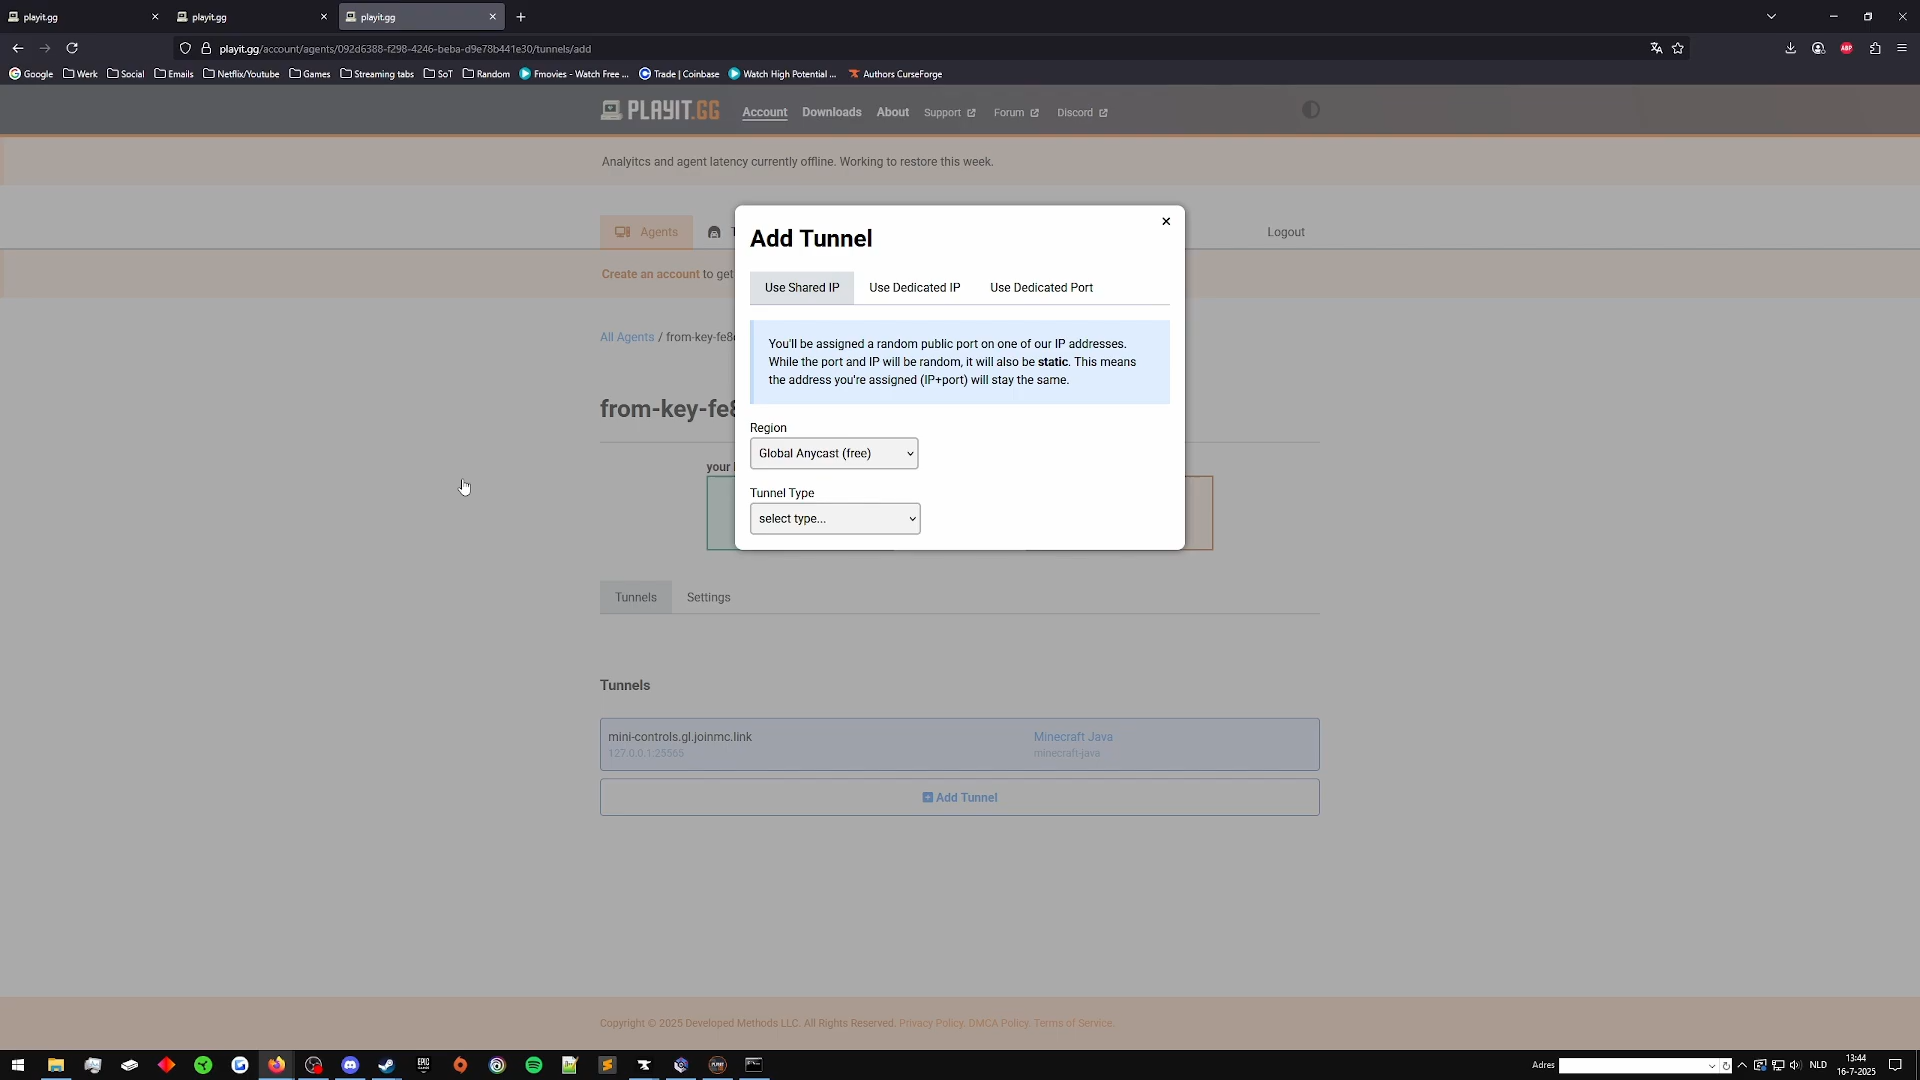 playit.gg
playit.gg
playit.gg
playit.gg/account/agents/092d6388-f298-4246-beba-d9e78b441e30/tunnels/add
Google
Werk
Social
Emails
Netflix/Youtube
Games
Streaming tabs
SoT
Random
Fmovies - Watch Free ...
Trade | Coinbase
Watch High Potential ...
Authors CurseForge
PLAYIT.GG
Account
Downloads
About
Support
Forum
Discord
Analyitcs and agent latency currently offline. Working to restore this week.
Agents
Logout
Create an account to get
All Agents / from-key-fe8
from-key-fe8
your
Add Tunnel
Use Shared IP
Use Dedicated IP
Use Dedicated Port
You'll be assigned a random public port on one of our IP addresses.
While the port and IP will be random, it will also be static. This means
the address you're assigned (IP+port) will stay the same.
Region
Global Anycast (free)
Tunnel Type
select type...
Tunnels
Settings
Tunnels
mini-controls.gl.joinmc.link
127.0.0.1:25565
Minecraft Java
minecraft-java
Add Tunnel
Copyright © 2025 Developed Methods LLC. All Rights Reserved. Privacy Policy. DMCA Policy. Terms of Service.
ABP
EPIC
Adres
NLD
13:44
16-7-2025